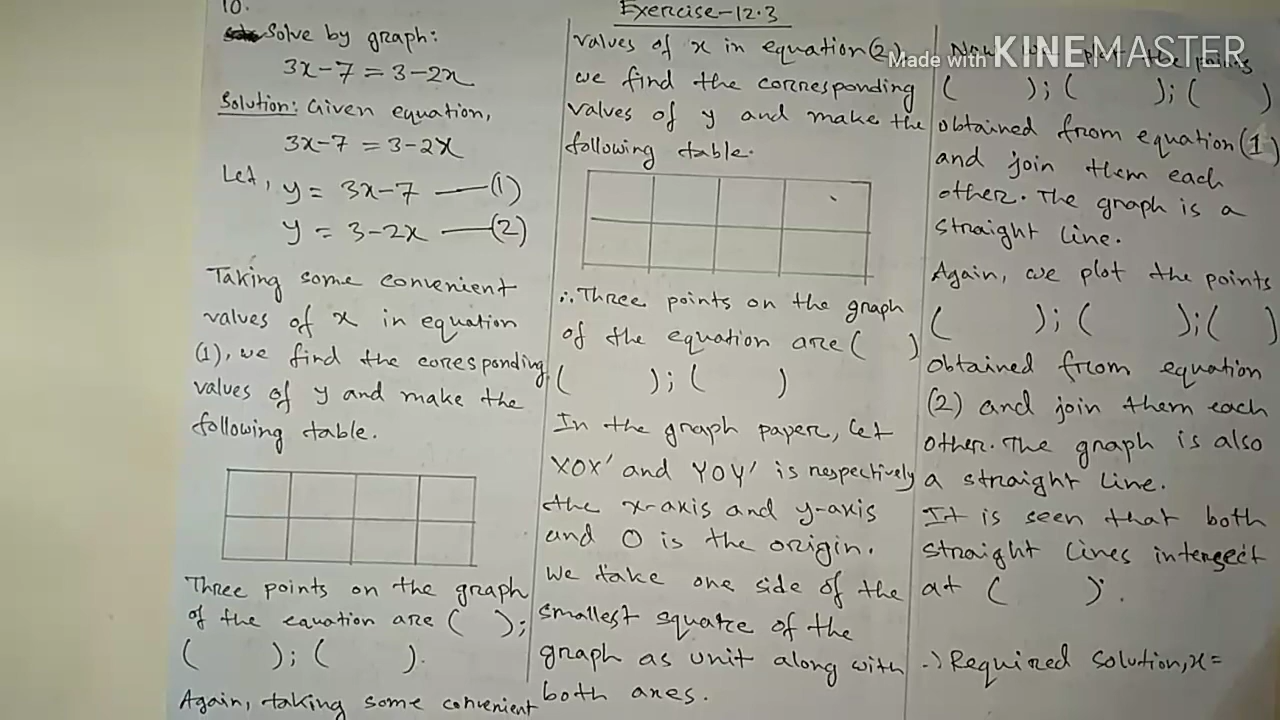 Exercise-12.3
10.
Solve by graph:
3x-7 = 3-2x
Solution: Given equation,
3x-7 = 3-2x
Let, y = 3x-7 —(1)
y = 3-2x —(2)
Taking some convenient
values of x in equation
(1), we find the coresponding
values of y and make the
following table.
Three points on the graph
of the equation are ( );
( ); ( ).
Again, taking some convenient
values of x in equation (2),
we find the corresponding
values of y and make the
following table.
∴ Three points on the graph
of the equation are ( )
( ); ( )
In the graph paper, let
XOX' and YOY' is respectively
the x-axis and y-axis
and O is the origin.
We take one side of the
smallest square of the
graph as unit along with
both axes.
Made with KINEMASTER
Now plot the points
( ); ( ); ( )
obtained from equation (1)
and join them each
other. The graph is a
straight line.
Again, we plot the points
( ); ( ); ( )
obtained from equation
(2) and join them each
other. The graph is also
a straight line.
It is seen that both
straight lines intersect
at ( ).
∴ Required solution, x =